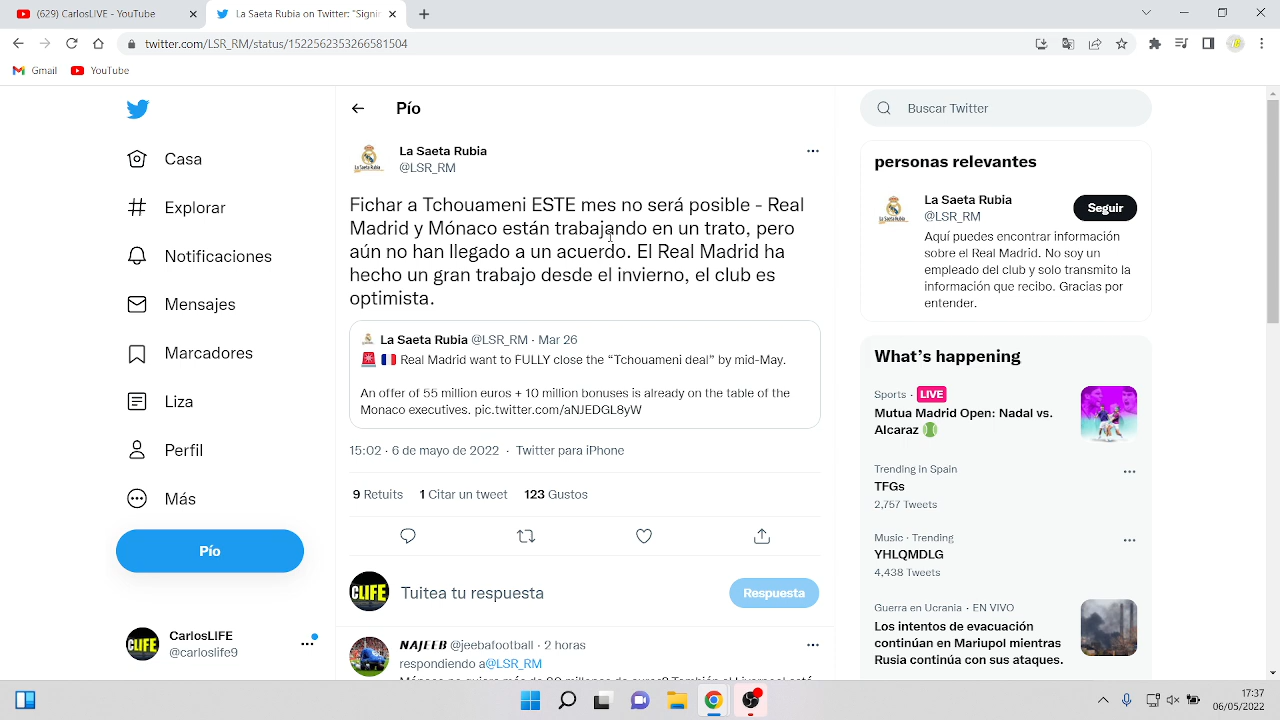 (629) CarlosLIVE - YouTube
La Saeta Rubia on Twitter: "Signi
twitter.com/LSR_RM/status/1522562353266581504
Gmail
YouTube
Pío
Buscar Twitter
Casa
Explorar
Notificaciones
Mensajes
Marcadores
Liza
Perfil
Más
Pío
CarlosLIFE
@carloslife9
CLIFE
La Saeta Rubia
@LSR_RM
Fichar a Tchouameni ESTE mes no será posible - Real
Madrid y Mónaco están trabajando en un trato, pero
aún no han llegado a un acuerdo. El Real Madrid ha
hecho un gran trabajo desde el invierno, el club es
optimista.
La Saeta Rubia @LSR_RM · Mar 26
Real Madrid want to FULLY close the “Tchouameni deal” by mid-May.
An offer of 55 million euros + 10 million bonuses is already on the table of the
Monaco executives. pic.twitter.com/aNJEDGL8yW
15:02 · 6 de mayo de 2022 · Twitter para iPhone
9 Retuits 1 Citar un tweet 123 Gustos
CLIFE
Tuitea tu respuesta
Respuesta
NAJEEB @jeebafootball · 2 horas
respondiendo a@LSR_RM
personas relevantes
La Saeta Rubia
@LSR_RM
Seguir
Aquí puedes encontrar información
sobre el Real Madrid. No soy un
empleado del club y solo transmito la
información que recibo. Gracias por
entender.
What’s happening
Sports · LIVE
Mutua Madrid Open: Nadal vs.
Alcaraz
Trending in Spain
TFGs
2,757 Tweets
Music · Trending
YHLQMDLG
4,438 Tweets
Guerra en Ucrania · EN VIVO
Los intentos de evacuación
continúan en Mariupol mientras
Rusia continúa con sus ataques.
17:37
06/05/2022